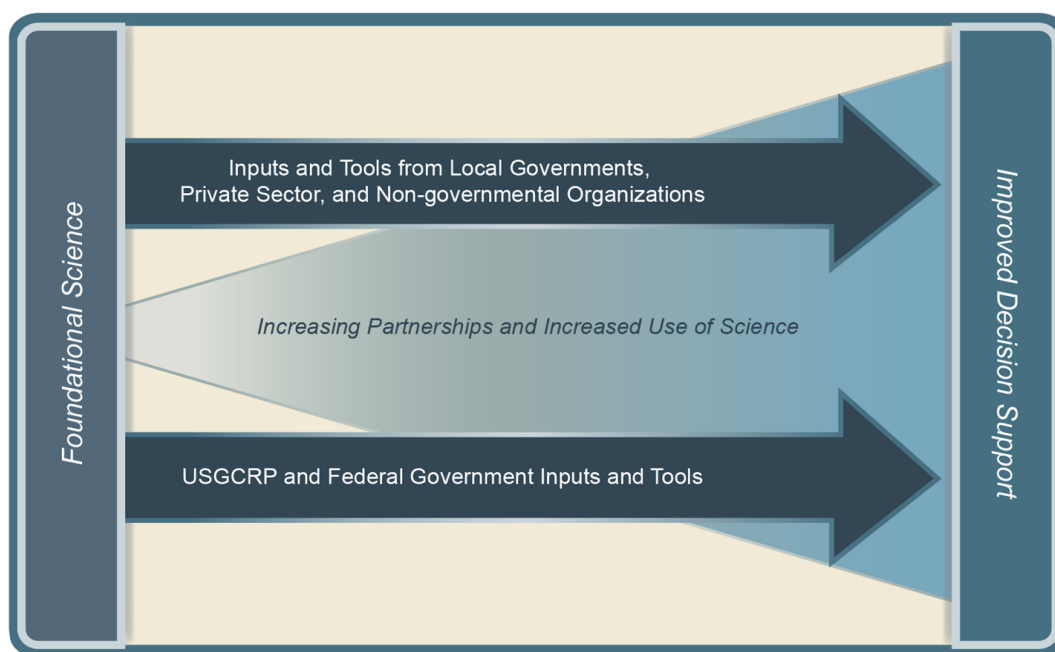 Foundational Science
Inputs and Tools from Local Governments,
Private Sector, and Non-governmental Organizations
Increasing Partnerships and Increased Use of Science
USGCRP and Federal Government Inputs and Tools
Improved Decision Support